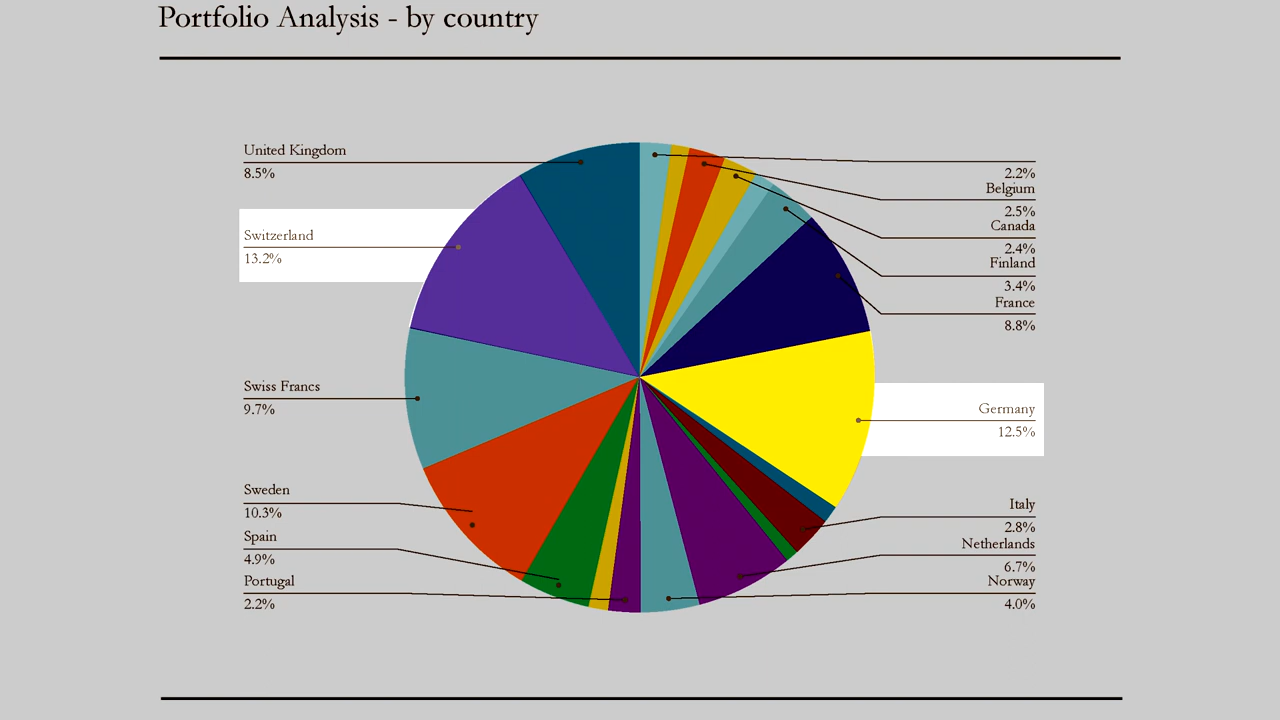 Portfolio Analysis - by country
United Kingdom
8.5%
Switzerland
13.2%
Swiss Francs
9.7%
Sweden
10.3%
Spain
4.9%
Portugal
2.2%
2.2%
Belgium
2.5%
Canada
2.4%
Finland
3.4%
France
8.8%
Germany
12.5%
Italy
2.8%
Netherlands
6.7%
Norway
4.0%